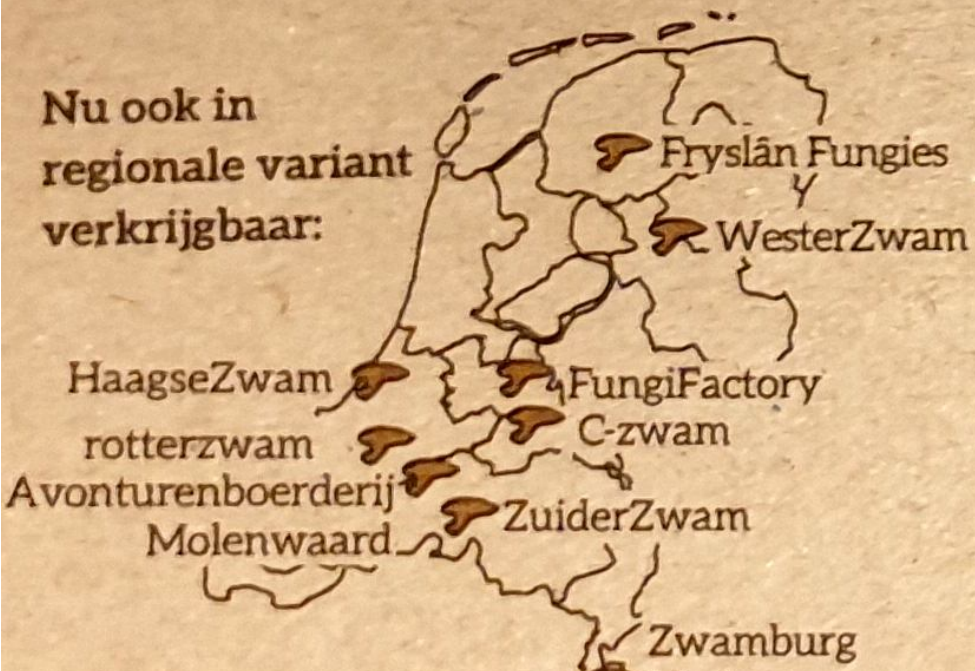 Nu ook in
regionale variant
verkrijgbaar:
Fryslân Fungies
WesterZwam
HaagseZwam
FungiFactory
rotterzwam
C-zwam
Avonturenboerderij
Molenwaard
ZuiderZwam
Zwamburg